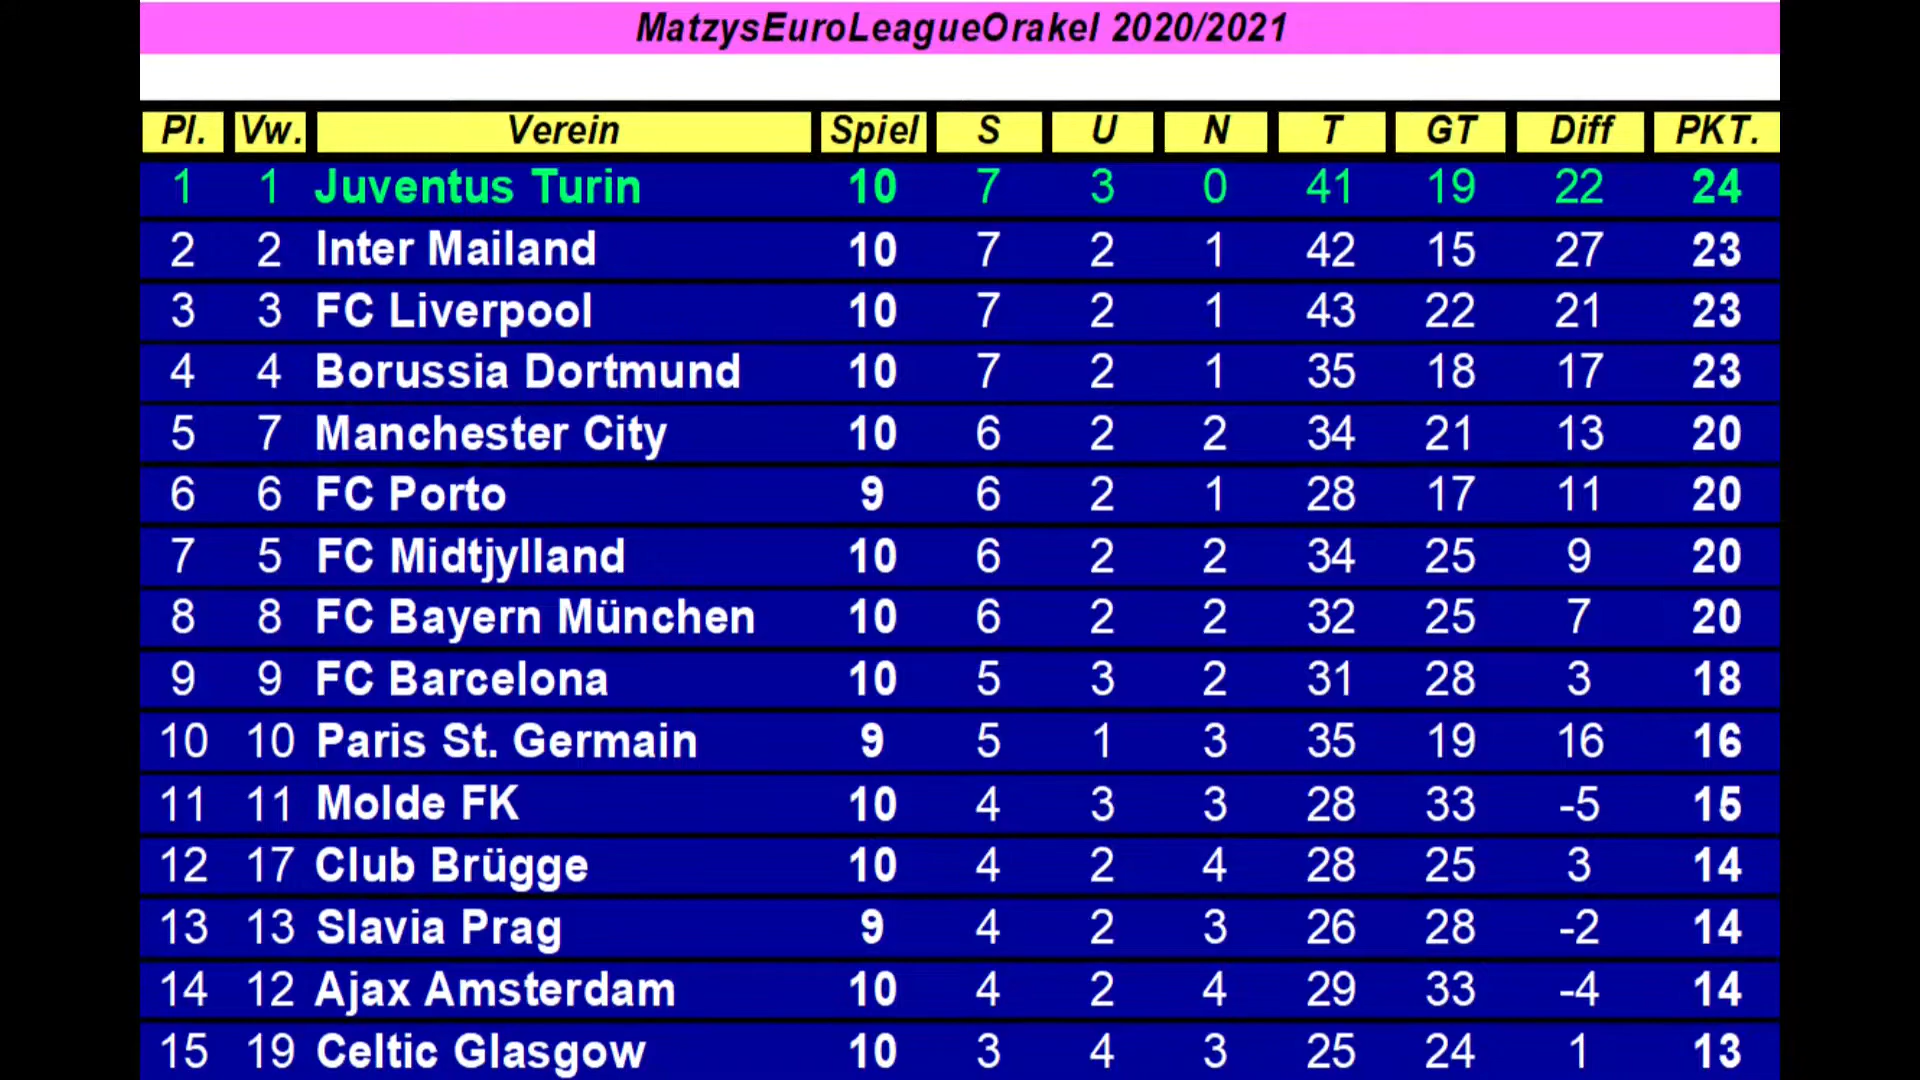 MatzysEuroLeagueOrakel 2020/2021
Pl. Vw. Verein Spiel S U N T GT Diff PKT.
1 1 Juventus Turin 10 7 3 0 41 19 22 24
2 2 Inter Mailand 10 7 2 1 42 15 27 23
3 3 FC Liverpool 10 7 2 1 43 22 21 23
4 4 Borussia Dortmund 10 7 2 1 35 18 17 23
5 7 Manchester City 10 6 2 2 34 21 13 20
6 6 FC Porto 9 6 2 1 28 17 11 20
7 5 FC Midtjylland 10 6 2 2 34 25 9 20
8 8 FC Bayern München 10 6 2 2 32 25 7 20
9 9 FC Barcelona 10 5 3 2 31 28 3 18
10 10 Paris St. Germain 9 5 1 3 35 19 16 16
11 11 Molde FK 10 4 3 3 28 33 -5 15
12 17 Club Brügge 10 4 2 4 28 25 3 14
13 13 Slavia Prag 9 4 2 3 26 28 -2 14
14 12 Ajax Amsterdam 10 4 2 4 29 33 -4 14
15 19 Celtic Glasgow 10 3 4 3 25 24 1 13